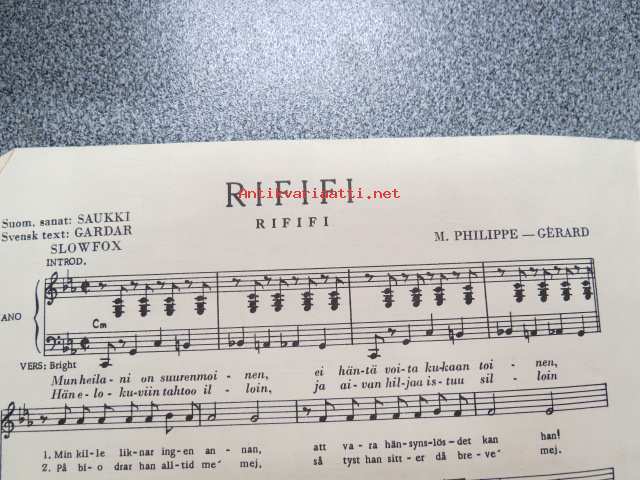 RIFIFI
Antikvariaatti.net
RIFIFI
Suom. sanat: SAUKKI
Svensk text: GARDAR
SLOWFOX
M. PHILIPPE — GÉRARD
INTROD.
ANO
Cm
VERS: Bright
Mun heila - ni on suurenmoi - nen, ei hän-tä voi-ta ku-kaan toi - nen,
Hän e - lo - ku-viin tahtoo il - loin, ja ai-van hil-jaa is-tuu sil - loin
1. Min kil-le lik-nar ing-en an-nan, att va-ra hän-syns-lös-det kan han!
2. På bi-o drar han all-tid me' mej, så tyst han sitt-er då bre-ve' mej.